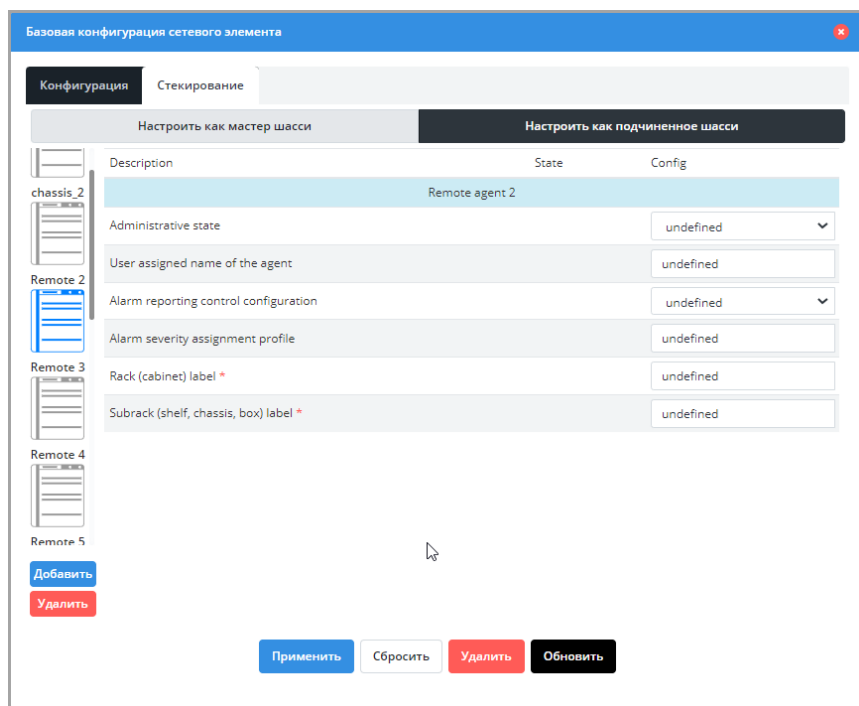 Базовая конфигурация сетевого элемента
Конфигурация Стекирование
Настроить как мастер шасси Настроить как подчиненное шасси
Description State Config
chassis_2
Remote agent 2
Administrative state undefined
User assigned name of the agent undefined
Remote 2
Alarm reporting control configuration undefined
Alarm severity assignment profile undefined
Remote 3
Rack (cabinet) label * undefined
Subrack (shelf, chassis, box) label * undefined
Remote 4
Remote 5
Добавить
Удалить
Применить Сбросить Удалить Обновить